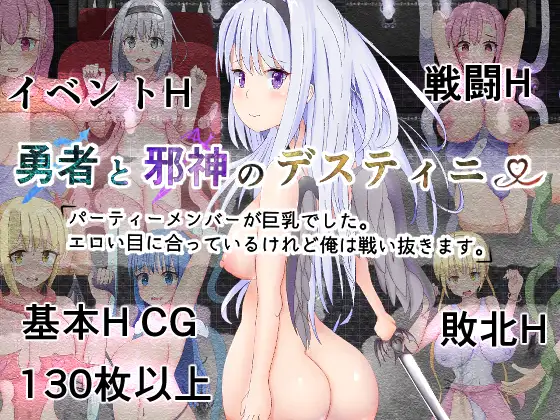 イベントH
戦闘H
勇者と邪神のデスティニー
パーティーメンバーが巨乳でした。
エロい目に合っているけれど俺は戦い抜きます。
基本H CG
130枚以上
敗北H